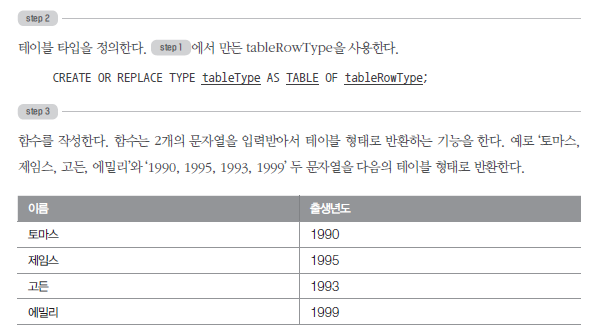 step 2
테이블 타입을 정의한다. step 1 에서 만든 tableRowType을 사용한다.
CREATE OR REPLACE TYPE tableType AS TABLE OF tableRowType;
step 3
함수를 작성한다. 함수는 2개의 문자열을 입력받아서 테이블 형태로 반환하는 기능을 한다. 예로 '토마스,
제임스, 고든, 에밀리'와 '1990, 1995, 1993, 1999' 두 문자열을 다음의 테이블 형태로 반환한다.
이름 출생년도
토마스 1990
제임스 1995
고든 1993
에밀리 1999